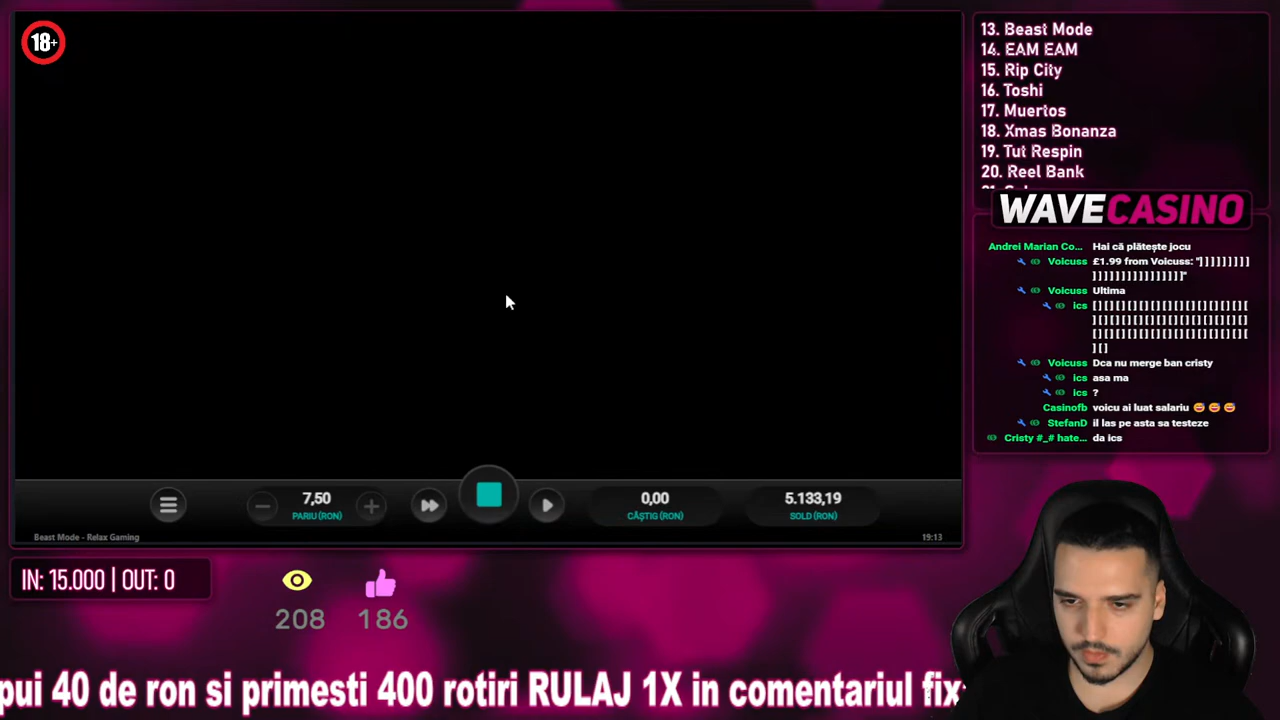 18+
13. Beast Mode
14. EAM EAM
15. Rip City
16. Toshi
17. Muertos
18. Xmas Bonanza
19. Tut Respin
20. Reel Bank
WAVECASINO
Andrei Marian Co... Hai că plătește jocu
Voicuss £1.99 from Voicuss: "] ] ] ] ] ] ] ] ]
] ] ] ] ] ] ] ] ] ] ] ] ] ] ] ]"
Voicuss Ultima
ics
Voicuss Dca nu merge ban cristy
ics asa ma
ics ?
Casinofb voicu ai luat salariu 😅 😅 😅
StefanD il las pe asta sa testeze
Cristy #_# hate... da ics
7,50
PARIU (RON)
0,00
CÂȘTIG (RON)
5.133,19
SOLD (RON)
Beast Mode - Relax Gaming
19:13
IN: 15.000 | OUT: 0
208
186
pui 40 de ron si primesti 400 rotiri RULAJ 1X in comentariul fix